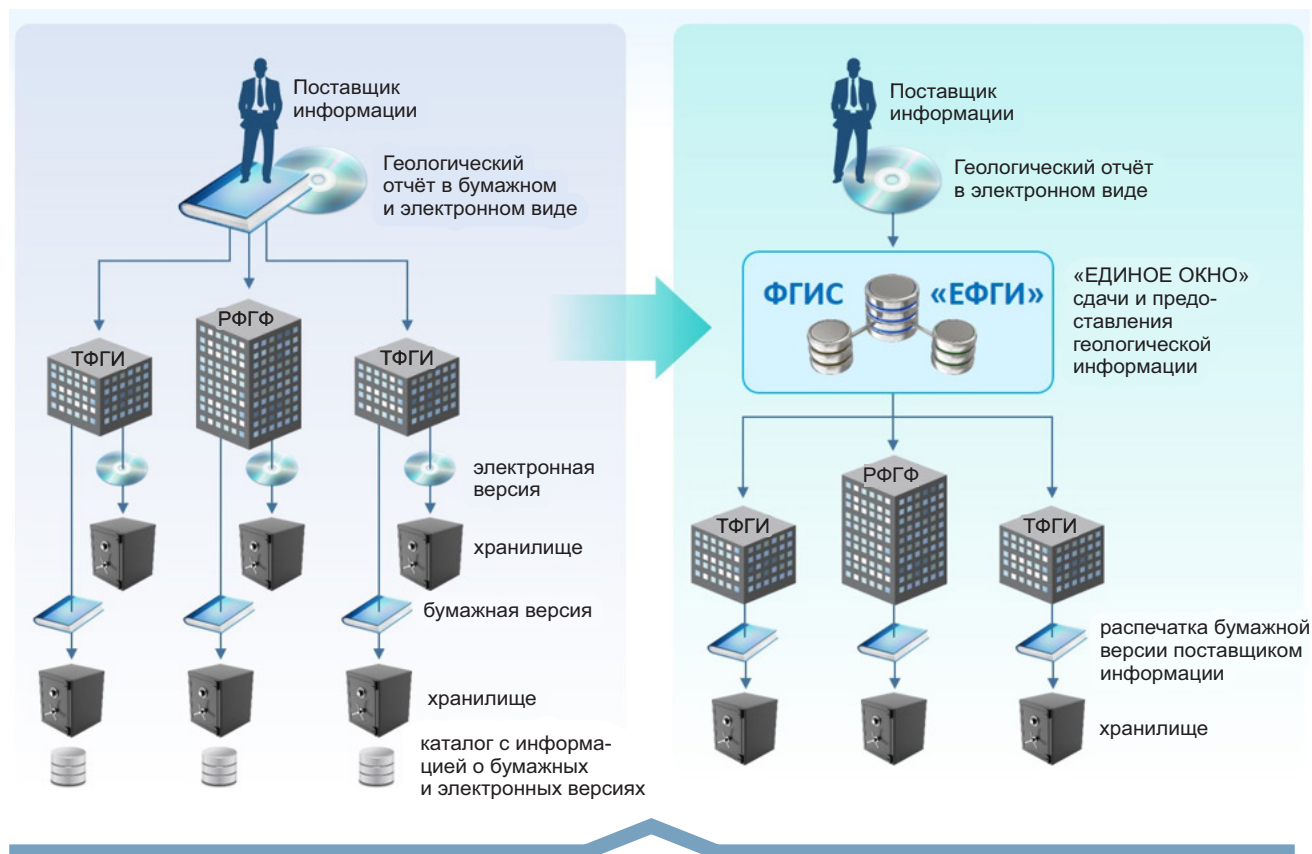 Поставщик
информации
Геологический
отчёт в бумажном
и электронном виде
РФГФ
ТФГИ
ТФГИ
электронная
версия
хранилище
бумажная версия
хранилище
каталог с информа-
цией о бумажных
и электронных версиях
Поставщик
информации
Геологический отчёт
в электронном виде
ФГИС «ЕФГИ»
«ЕДИНОЕ ОКНО»
сдачи и предо-
ставления
геологической
информации
РФГФ
ТФГИ
ТФГИ
распечатка бумажной
версии поставщиком
информации
хранилище